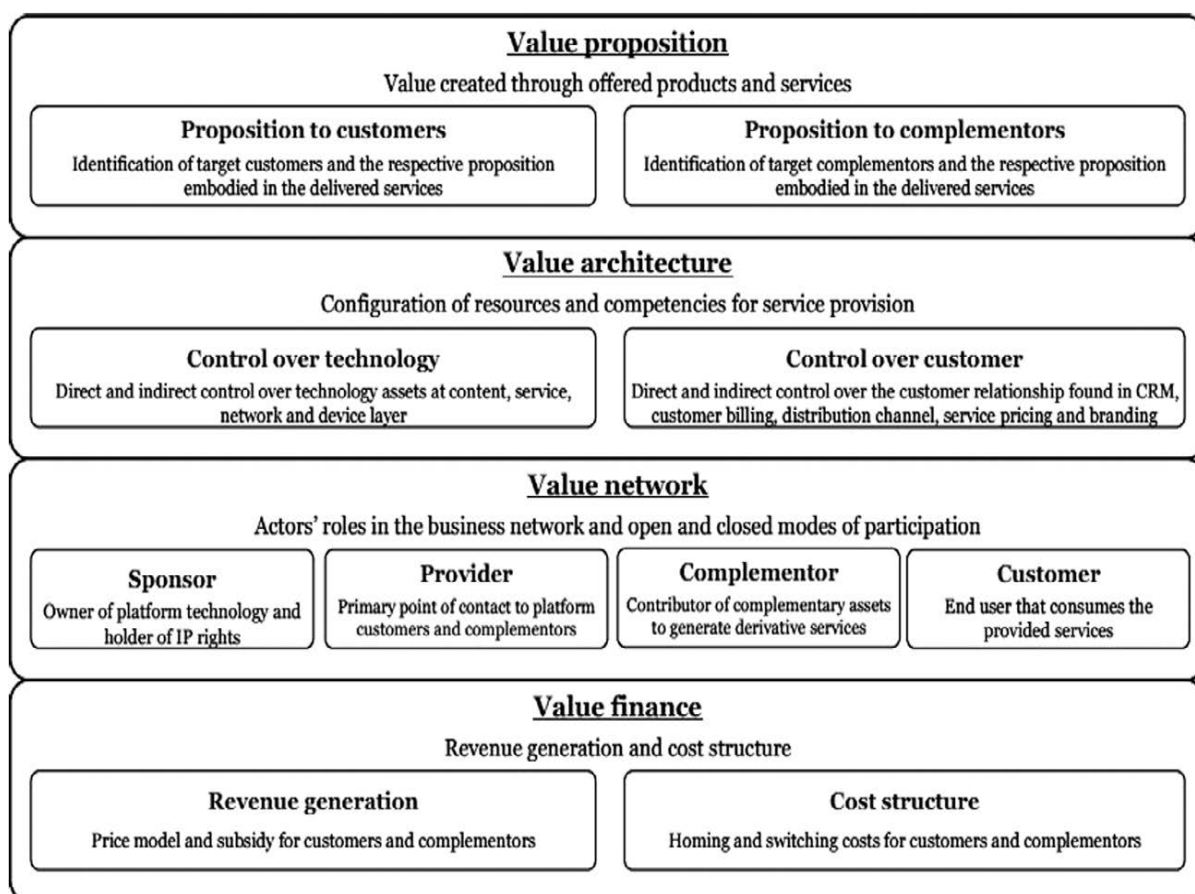 Value proposition
Value created through offered products and services
Proposition to customers
Identification of target customers and the respective proposition
embodied in the delivered services
Proposition to complementors
Identification of target complementors and the respective proposition
embodied in the delivered services
Value architecture
Configuration of resources and competencies for service provision
Control over technology
Direct and indirect control over technology assets at content, service,
network and device layer
Control over customer
Direct and indirect control over the customer relationship found in CRM,
customer billing, distribution channel, service pricing and branding
Value network
Actors’ roles in the business network and open and closed modes of participation
Sponsor
Owner of platform technology and
holder of IP rights
Provider
Primary point of contact to platform
customers and complementors
Complementor
Contributor of complementary assets
to generate derivative services
Customer
End user that consumes the
provided services
Value finance
Revenue generation and cost structure
Revenue generation
Price model and subsidy for customers and complementors
Cost structure
Homing and switching costs for customers and complementors